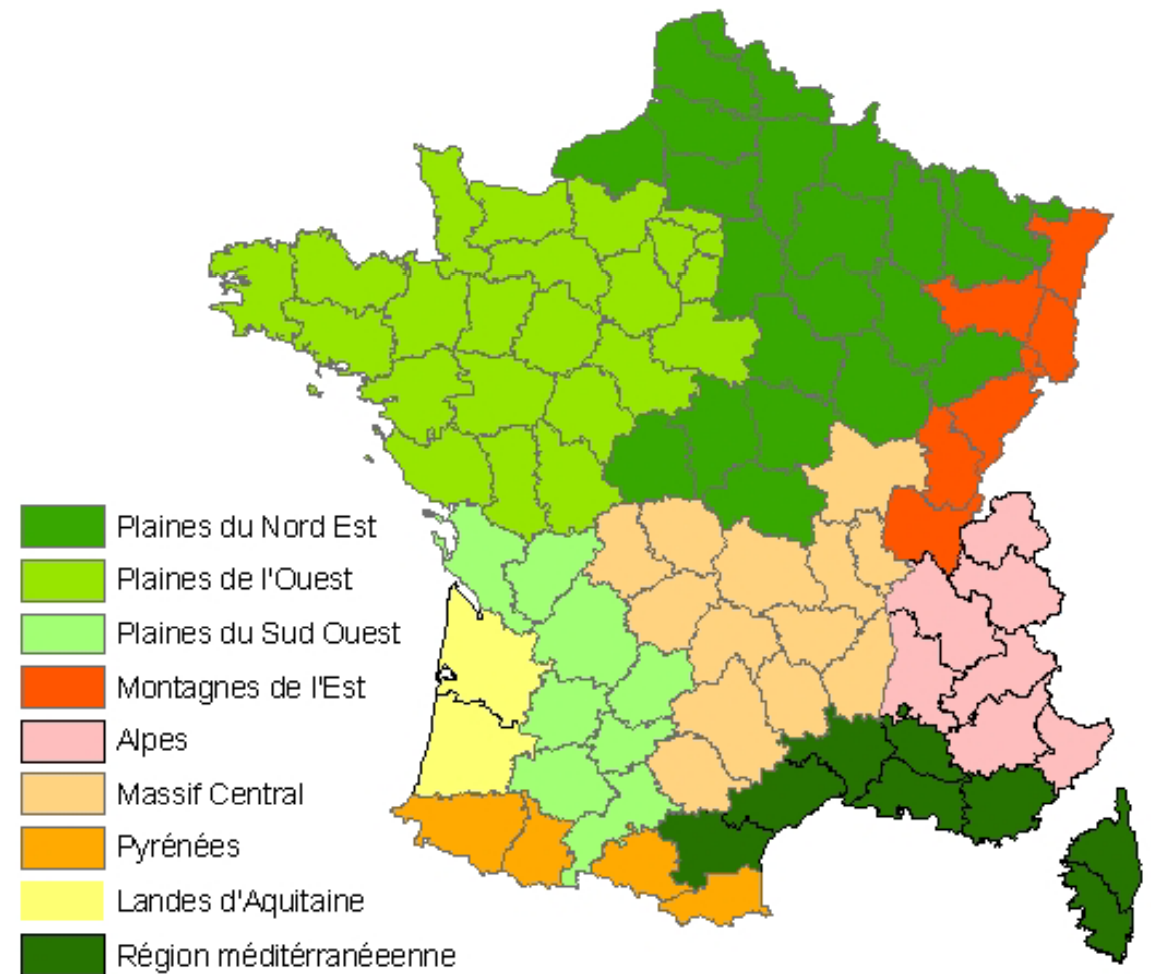 Plaines du Nord Est
Plaines de l'Ouest
Plaines du Sud Ouest
Montagnes de l'Est
Alpes
Massif Central
Pyrénées
Landes d'Aquitaine
Région méditérranéeenne